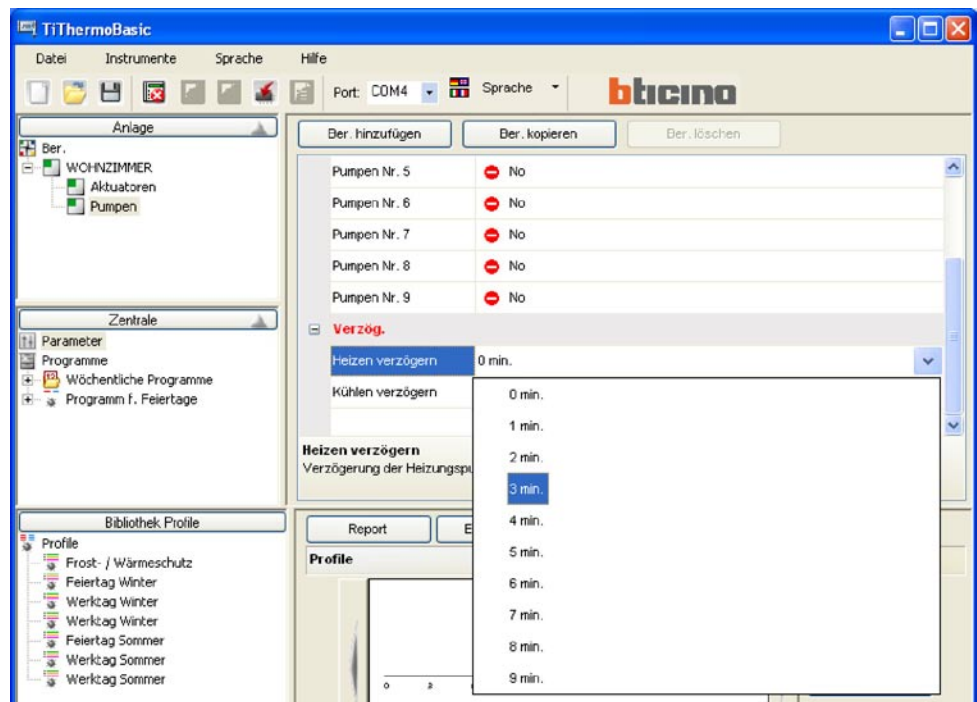 TiThermoBasic
Datei Instrumente Sprache Hilfe
Port: COM4 Sprache bticino
Anlage
Ber.
WOHNZIMMER
Aktuatoren
Pumpen
Zentrale
Parameter
Programme
Wöchentliche Programme
Programm f. Feiertage
Bibliothek Profile
Profile
Frost- / Wärmeschutz
Feiertag Winter
Werktag Winter
Werktag Winter
Feiertag Sommer
Werktag Sommer
Werktag Sommer
Ber. hinzufügen Ber. kopieren Ber. löschen
Pumpen Nr. 5 No
Pumpen Nr. 6 No
Pumpen Nr. 7 No
Pumpen Nr. 8 No
Pumpen Nr. 9 No
Verzög.
Heizen verzögern 0 min.
Kühlen verzögern
0 min.
1 min.
2 min.
3 min.
4 min.
5 min.
6 min.
7 min.
8 min.
9 min.
Heizen verzögern
Verzögerung der Heizungspu
Report E
Profile
0